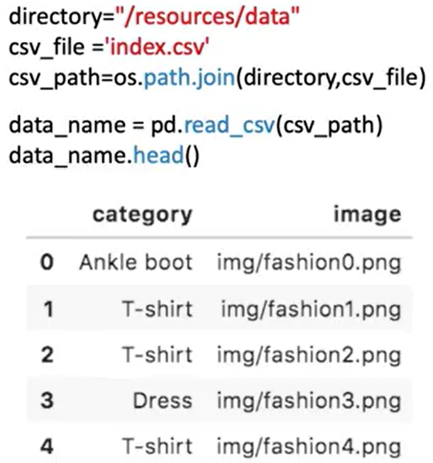 directory="/resources/data"
csv_file ='index.csv'
csv_path=os.path.join(directory,csv_file)
data_name = pd.read_csv(csv_path)
data_name.head()
category image
0 Ankle boot img/fashion0.png
1 T-shirt img/fashion1.png
2 T-shirt img/fashion2.png
3 Dress img/fashion3.png
4 T-shirt img/fashion4.png